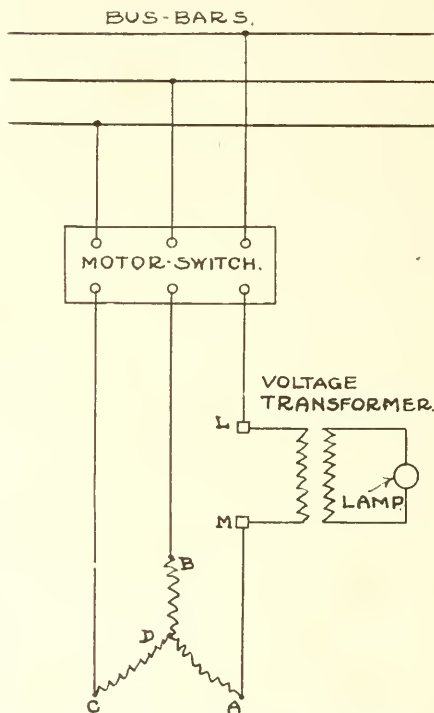 BUS-BARS.
MOTOR-SWITCH.
VOLTAGE
TRANSFORMER.
L
LAMP
M
B
D
C
A